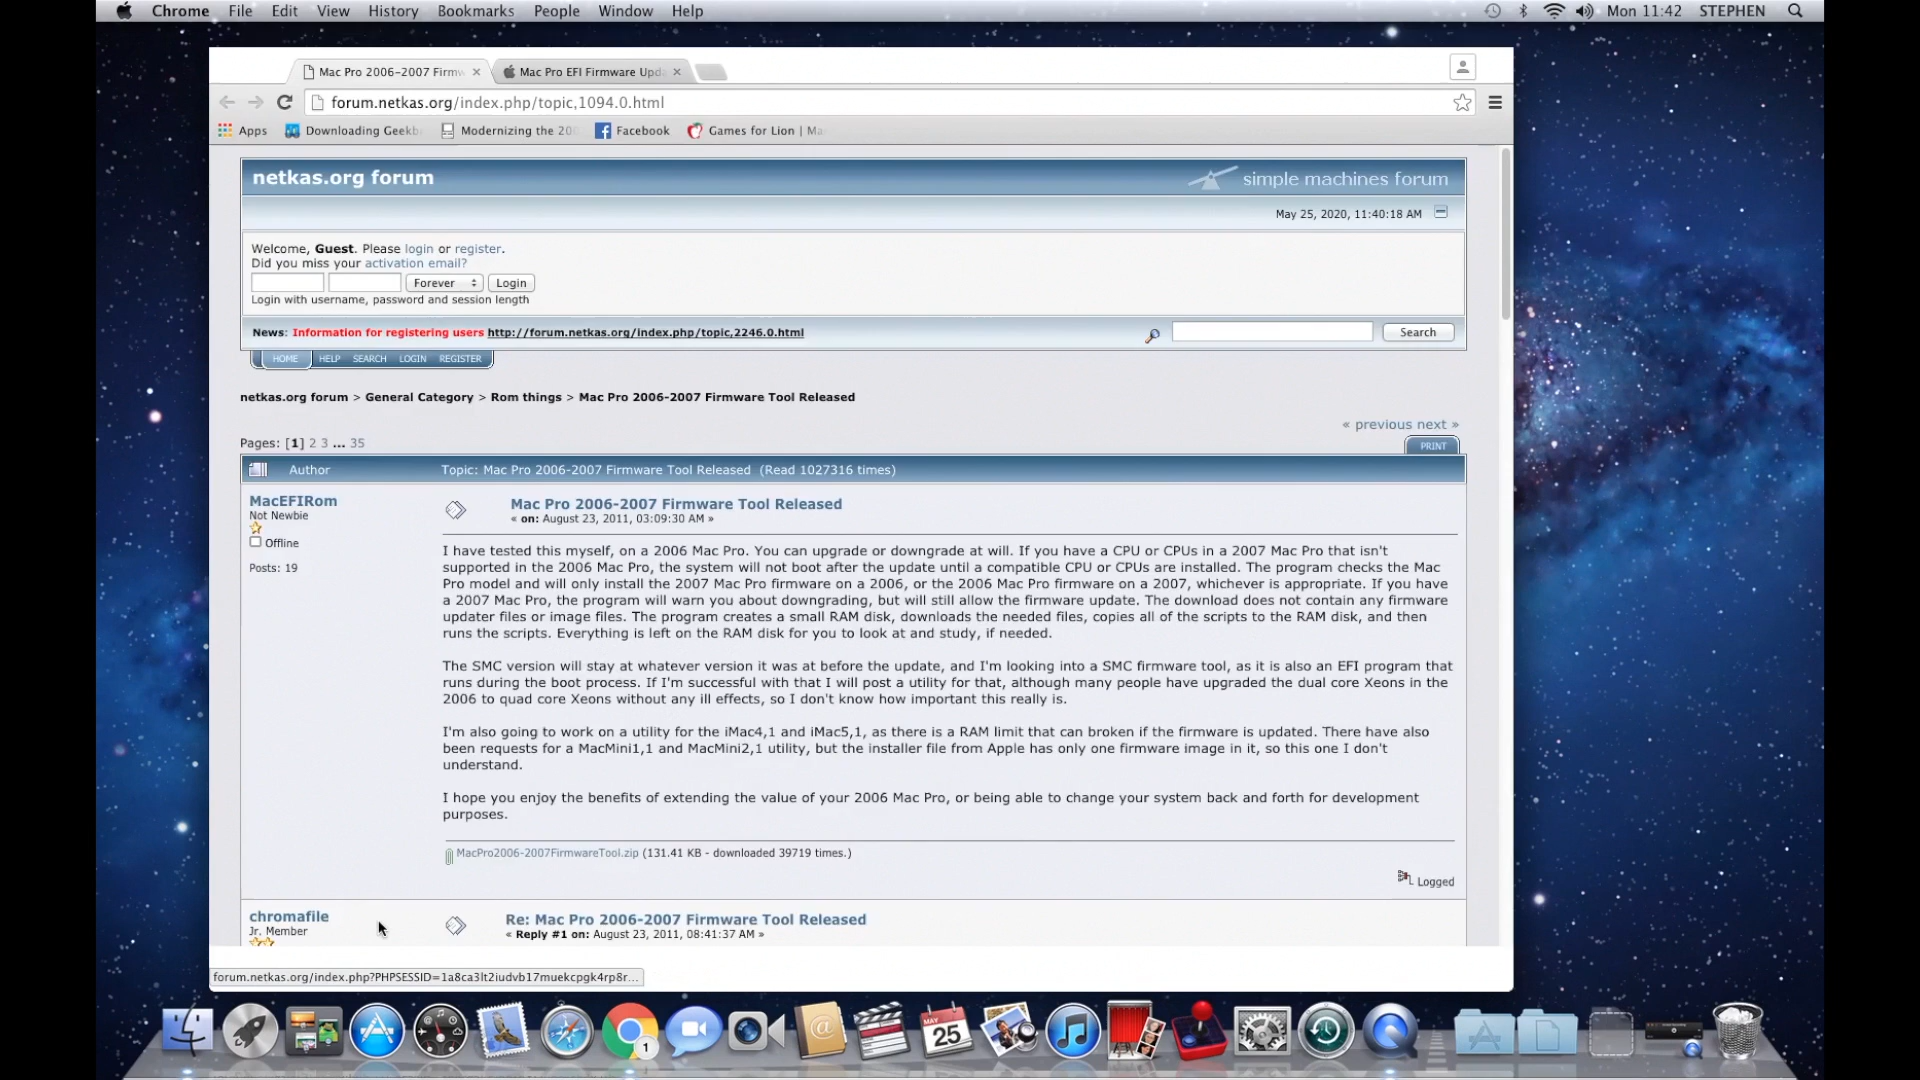 Chrome File Edit View History Bookmarks People Window Help Mon 11:42 STEPHEN
Mac Pro 2006-2007 Firmw Mac Pro EFI Firmware Upd
forum.netkas.org/index.php/topic,1094.0.html
Apps Downloading Geekb Modernizing the 200 Facebook Games for Lion | Ma
netkas.org forum simple machines forum
May 25, 2020, 11:40:18 AM
Welcome, Guest. Please login or register.
Did you miss your activation email?
Forever Login
Login with username, password and session length
News: Information for registering users http://forum.netkas.org/index.php/topic,2246.0.html Search
HOME HELP SEARCH LOGIN REGISTER
netkas.org forum > General Category > Rom things > Mac Pro 2006-2007 Firmware Tool Released
« previous next »
Pages: [1] 2 3 ... 35
PRINT
Author Topic: Mac Pro 2006-2007 Firmware Tool Released (Read 1027316 times)
MacEFIRom
Not Newbie
Offline
Posts: 19
Mac Pro 2006-2007 Firmware Tool Released
« on: August 23, 2011, 03:09:30 AM »
I have tested this myself, on a 2006 Mac Pro. You can upgrade or downgrade at will. If you have a CPU or CPUs in a 2007 Mac Pro that isn't
supported in the 2006 Mac Pro, the system will not boot after the update until a compatible CPU or CPUs are installed. The program checks the Mac
Pro model and will only install the 2007 Mac Pro firmware on a 2006, or the 2006 Mac Pro firmware on a 2007, whichever is appropriate. If you have
a 2007 Mac Pro, the program will warn you about downgrading, but will still allow the firmware update. The download does not contain any firmware
updater files or image files. The program creates a small RAM disk, downloads the needed files, copies all of the scripts to the RAM disk, and then
runs the scripts. Everything is left on the RAM disk for you to look at and study, if needed.
The SMC version will stay at whatever version it was at before the update, and I'm looking into a SMC firmware tool, as it is also an EFI program that
runs during the boot process. If I'm successful with that I will post a utility for that, although many people have upgraded the dual core Xeons in the
2006 to quad core Xeons without any ill effects, so I don't know how important this really is.
I'm also going to work on a utility for the iMac4,1 and iMac5,1, as there is a RAM limit that can broken if the firmware is updated. There have also
been requests for a MacMini1,1 and MacMini2,1 utility, but the installer file from Apple has only one firmware image in it, so this one I don't
understand.
I hope you enjoy the benefits of extending the value of your 2006 Mac Pro, or being able to change your system back and forth for development
purposes.
MacPro2006-2007FirmwareTool.zip (131.41 KB - downloaded 39719 times.)
Logged
chromafile
Jr. Member
Re: Mac Pro 2006-2007 Firmware Tool Released
« Reply #1 on: August 23, 2011, 08:41:37 AM »
forum.netkas.org/index.php?PHPSESSID=1a8ca3lt2iudvb17muekcpgk4rp8r...
1
MAY
25